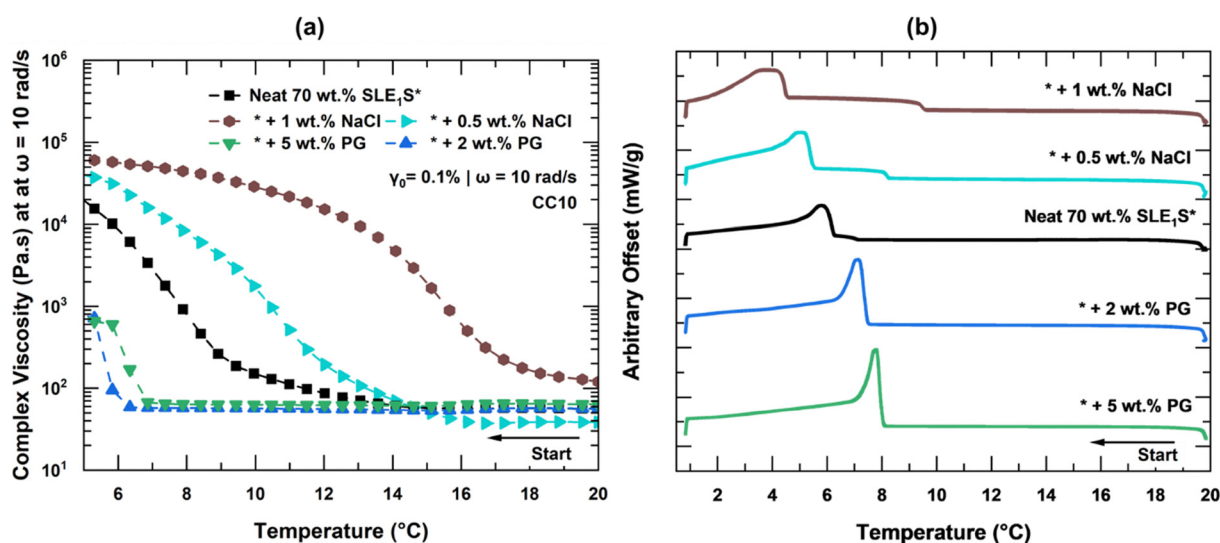 (a)
Complex Viscosity (Pa.s) at at ω = 10 rad/s
10⁶
10⁵
10⁴
10³
10²
10¹
Neat 70 wt.% SLE₁S*
* + 1 wt.% NaCl
* + 0.5 wt.% NaCl
* + 5 wt.% PG
* + 2 wt.% PG
γ₀= 0.1% | ω = 10 rad/s
CC10
Start
6 8 10 12 14 16 18 20
Temperature (°C)
(b)
Arbitrary Offset (mW/g)
* + 1 wt.% NaCl
* + 0.5 wt.% NaCl
Neat 70 wt.% SLE₁S*
* + 2 wt.% PG
* + 5 wt.% PG
Start
2 4 6 8 10 12 14 16 18 20
Temperature (°C)